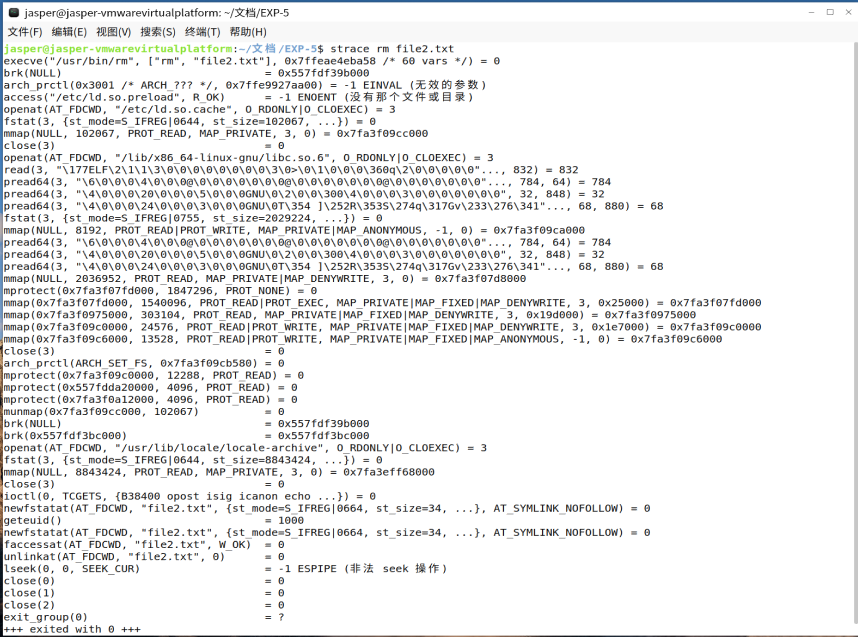 jasper@jasper-vmwarevirtualplatform: ~/文档/EXP-5
文件(F) 编辑(E) 视图(V) 搜索(S) 终端(T) 帮助(H)
jasper@jasper-vmwarevirtualplatform:~/文档/EXP-5$ strace rm file2.txt
execve("/usr/bin/rm", ["rm", "file2.txt"], 0x7ffeae4eba58 /* 60 vars */) = 0
brk(NULL) = 0x557fdf39b000
arch_prctl(0x3001 /* ARCH_??? */, 0x7ffe9927aa00) = -1 EINVAL (无效的参数)
access("/etc/ld.so.preload", R_OK) = -1 ENOENT (没有那个文件或目录)
openat(AT_FDCWD, "/etc/ld.so.cache", O_RDONLY|O_CLOEXEC) = 3
fstat(3, {st_mode=S_IFREG|0644, st_size=102067, ...}) = 0
mmap(NULL, 102067, PROT_READ, MAP_PRIVATE, 3, 0) = 0x7fa3f09cc000
close(3) = 0
openat(AT_FDCWD, "/lib/x86_64-linux-gnu/libc.so.6", O_RDONLY|O_CLOEXEC) = 3
read(3, "\177ELF\2\1\1\3\0\0\0\0\0\0\0\0\3\0>\0\1\0\0\0\360q\2\0\0\0\0\0"..., 832) = 832
pread64(3, "\6\0\0\0\4\0\0\0@\0\0\0\0\0\0\0@\0\0\0\0\0\0\0@\0\0\0\0\0\0\0"..., 784, 64) = 784
pread64(3, "\4\0\0\0\20\0\0\0\5\0\0\0GNU\0\2\0\0\300\4\0\0\0\3\0\0\0\0\0\0\0", 32, 848) = 32
pread64(3, "\4\0\0\0\24\0\0\0\3\0\0\0GNU\0T\354 ]\252R\353S\274q\317Gv\233\276\341"..., 68, 880) = 68
fstat(3, {st_mode=S_IFREG|0755, st_size=2029224, ...}) = 0
mmap(NULL, 8192, PROT_READ|PROT_WRITE, MAP_PRIVATE|MAP_ANONYMOUS, -1, 0) = 0x7fa3f09ca000
pread64(3, "\6\0\0\0\4\0\0\0@\0\0\0\0\0\0\0@\0\0\0\0\0\0\0@\0\0\0\0\0\0\0"..., 784, 64) = 784
pread64(3, "\4\0\0\0\20\0\0\0\5\0\0\0GNU\0\2\0\0\300\4\0\0\0\3\0\0\0\0\0\0\0", 32, 848) = 32
pread64(3, "\4\0\0\0\24\0\0\0\3\0\0\0GNU\0T\354 ]\252R\353S\274q\317Gv\233\276\341"..., 68, 880) = 68
mmap(NULL, 2036952, PROT_READ, MAP_PRIVATE|MAP_DENYWRITE, 3, 0) = 0x7fa3f07d8000
mprotect(0x7fa3f07fd000, 1847296, PROT_NONE) = 0
mmap(0x7fa3f07fd000, 1540096, PROT_READ|PROT_EXEC, MAP_PRIVATE|MAP_FIXED|MAP_DENYWRITE, 3, 0x25000) = 0x7fa3f07fd000
mmap(0x7fa3f0975000, 303104, PROT_READ, MAP_PRIVATE|MAP_FIXED|MAP_DENYWRITE, 3, 0x19d000) = 0x7fa3f0975000
mmap(0x7fa3f09c0000, 24576, PROT_READ|PROT_WRITE, MAP_PRIVATE|MAP_FIXED|MAP_DENYWRITE, 3, 0x1e7000) = 0x7fa3f09c0000
mmap(0x7fa3f09c6000, 13528, PROT_READ|PROT_WRITE, MAP_PRIVATE|MAP_FIXED|MAP_ANONYMOUS, -1, 0) = 0x7fa3f09c6000
close(3) = 0
arch_prctl(ARCH_SET_FS, 0x7fa3f09cb580) = 0
mprotect(0x7fa3f09c0000, 12288, PROT_READ) = 0
mprotect(0x557fdda20000, 4096, PROT_READ) = 0
mprotect(0x7fa3f0a12000, 4096, PROT_READ) = 0
munmap(0x7fa3f09cc000, 102067) = 0
brk(NULL) = 0x557fdf39b000
brk(0x557fdf3bc000) = 0x557fdf3bc000
openat(AT_FDCWD, "/usr/lib/locale/locale-archive", O_RDONLY|O_CLOEXEC) = 3
fstat(3, {st_mode=S_IFREG|0644, st_size=8843424, ...}) = 0
mmap(NULL, 8843424, PROT_READ, MAP_PRIVATE, 3, 0) = 0x7fa3eff68000
close(3) = 0
ioctl(0, TCGETS, {B38400 opost isig icanon echo ...}) = 0
newfstatat(AT_FDCWD, "file2.txt", {st_mode=S_IFREG|0664, st_size=34, ...}, AT_SYMLINK_NOFOLLOW) = 0
geteuid() = 1000
newfstatat(AT_FDCWD, "file2.txt", {st_mode=S_IFREG|0664, st_size=34, ...}, AT_SYMLINK_NOFOLLOW) = 0
faccessat(AT_FDCWD, "file2.txt", W_OK) = 0
unlinkat(AT_FDCWD, "file2.txt", 0) = 0
lseek(0, 0, SEEK_CUR) = -1 ESPIPE (非法 seek 操作)
close(0) = 0
close(1) = 0
close(2) = 0
exit_group(0) = ?
+++ exited with 0 +++